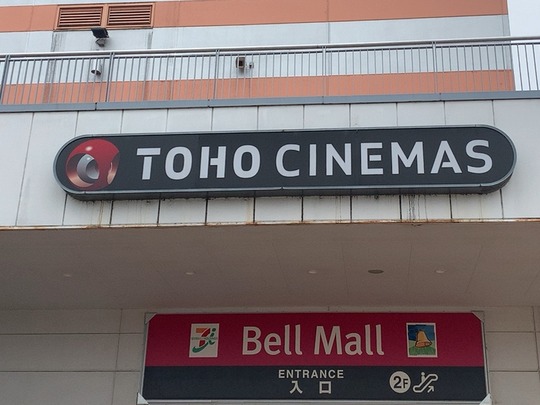 TOHO CINEMAS
Bell Mall
ENTRANCE
入口
2F